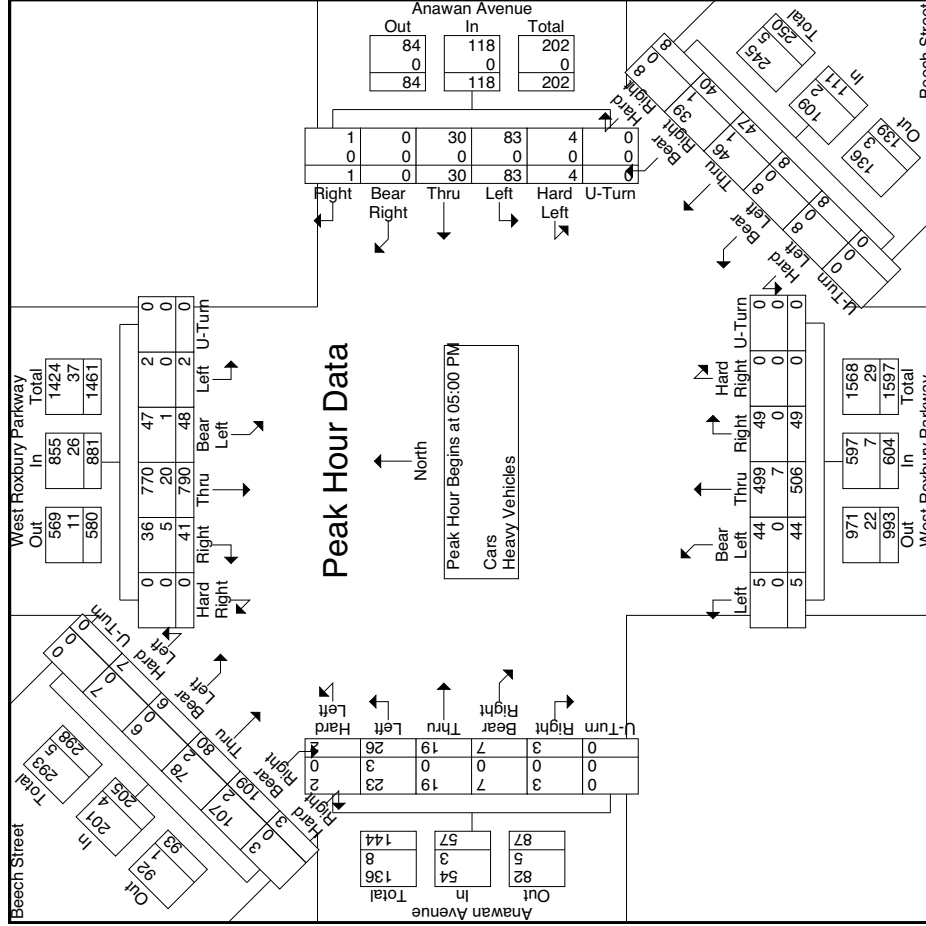 Anawan Avenue
Out In Total
84 118 202
0 0 0
84 118 202
1 0 30 83 4 0
0 0 0 0 0 0
1 0 30 83 4 0
Right Bear Right Thru Left Hard Left U-Turn
Beech Street
Total In Out
245 109 136
5 2 3
250 111 139
8 40 47 8 8 0
0 1 1 0 0 0
8 39 46 8 8 0
Hard Right Bear Right Thru Bear Left Hard Left U-Turn
West Roxbury Parkway
Out In Total
569 855 1424
11 26 37
580 881 1461
0 36 770 47 2 0
0 5 20 1 0 0
0 41 790 48 2 0
Hard Right Right Thru Bear Left Left U-Turn
Peak Hour Data
North
Peak Hour Begins at 05:00 PM
Cars
Heavy Vehicles
Left Bear Left Thru Right Hard Right U-Turn
5 44 499 49 0 0
0 0 7 0 0 0
5 44 506 49 0 0
971 597 1568
22 7 29
993 604 1597
Out In Total
West Roxbury Parkway
Beech Street
Out In Total
92 201 293
1 4 5
93 205 298
3 107 78 6 7 0
0 2 2 0 0 0
3 109 80 6 7 0
Hard Right Bear Right Thru Bear Left Hard Left U-Turn
Hard Left Left Thru Bear Right Right U-Turn
2 26 19 7 3 0
0 3 0 0 0 0
2 23 19 7 3 0
144 57 87
8 3 5
136 54 82
Total In Out
Anawan Avenue